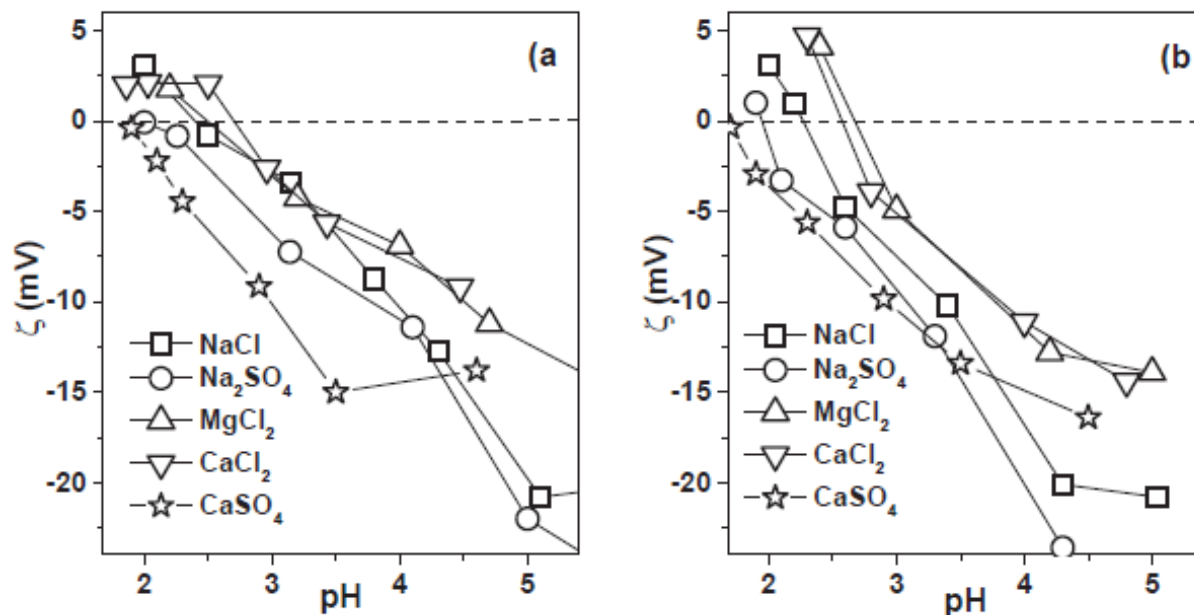 (a
5
0
-5
-10
-15
-20
ζ (mV)
NaCl
Na₂SO₄
MgCl₂
CaCl₂
CaSO₄
2
3
4
5
pH
(b
5
0
-5
-10
-15
-20
ζ (mV)
NaCl
Na₂SO₄
MgCl₂
CaCl₂
CaSO₄
2
3
4
5
pH